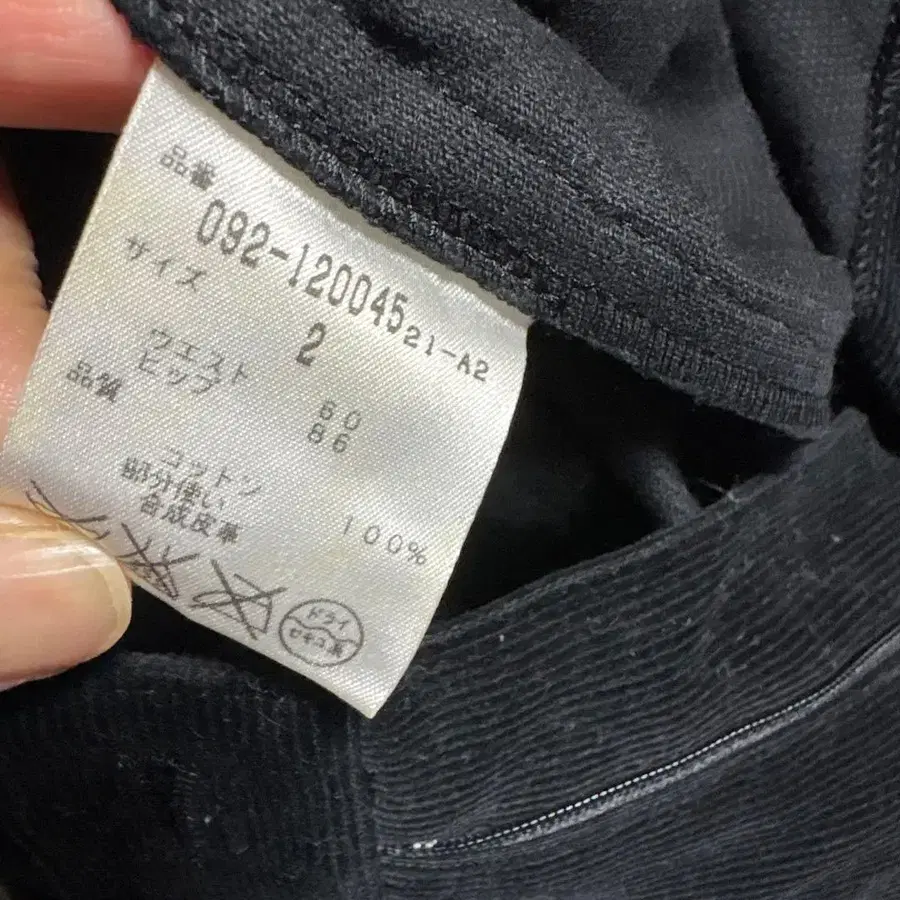 品番
092-120045 21-A2
サイズ
2
ウエスト 60
ヒップ 86
品質
コットン 100%
部分使い
合成皮革
ドライ
セキユ系